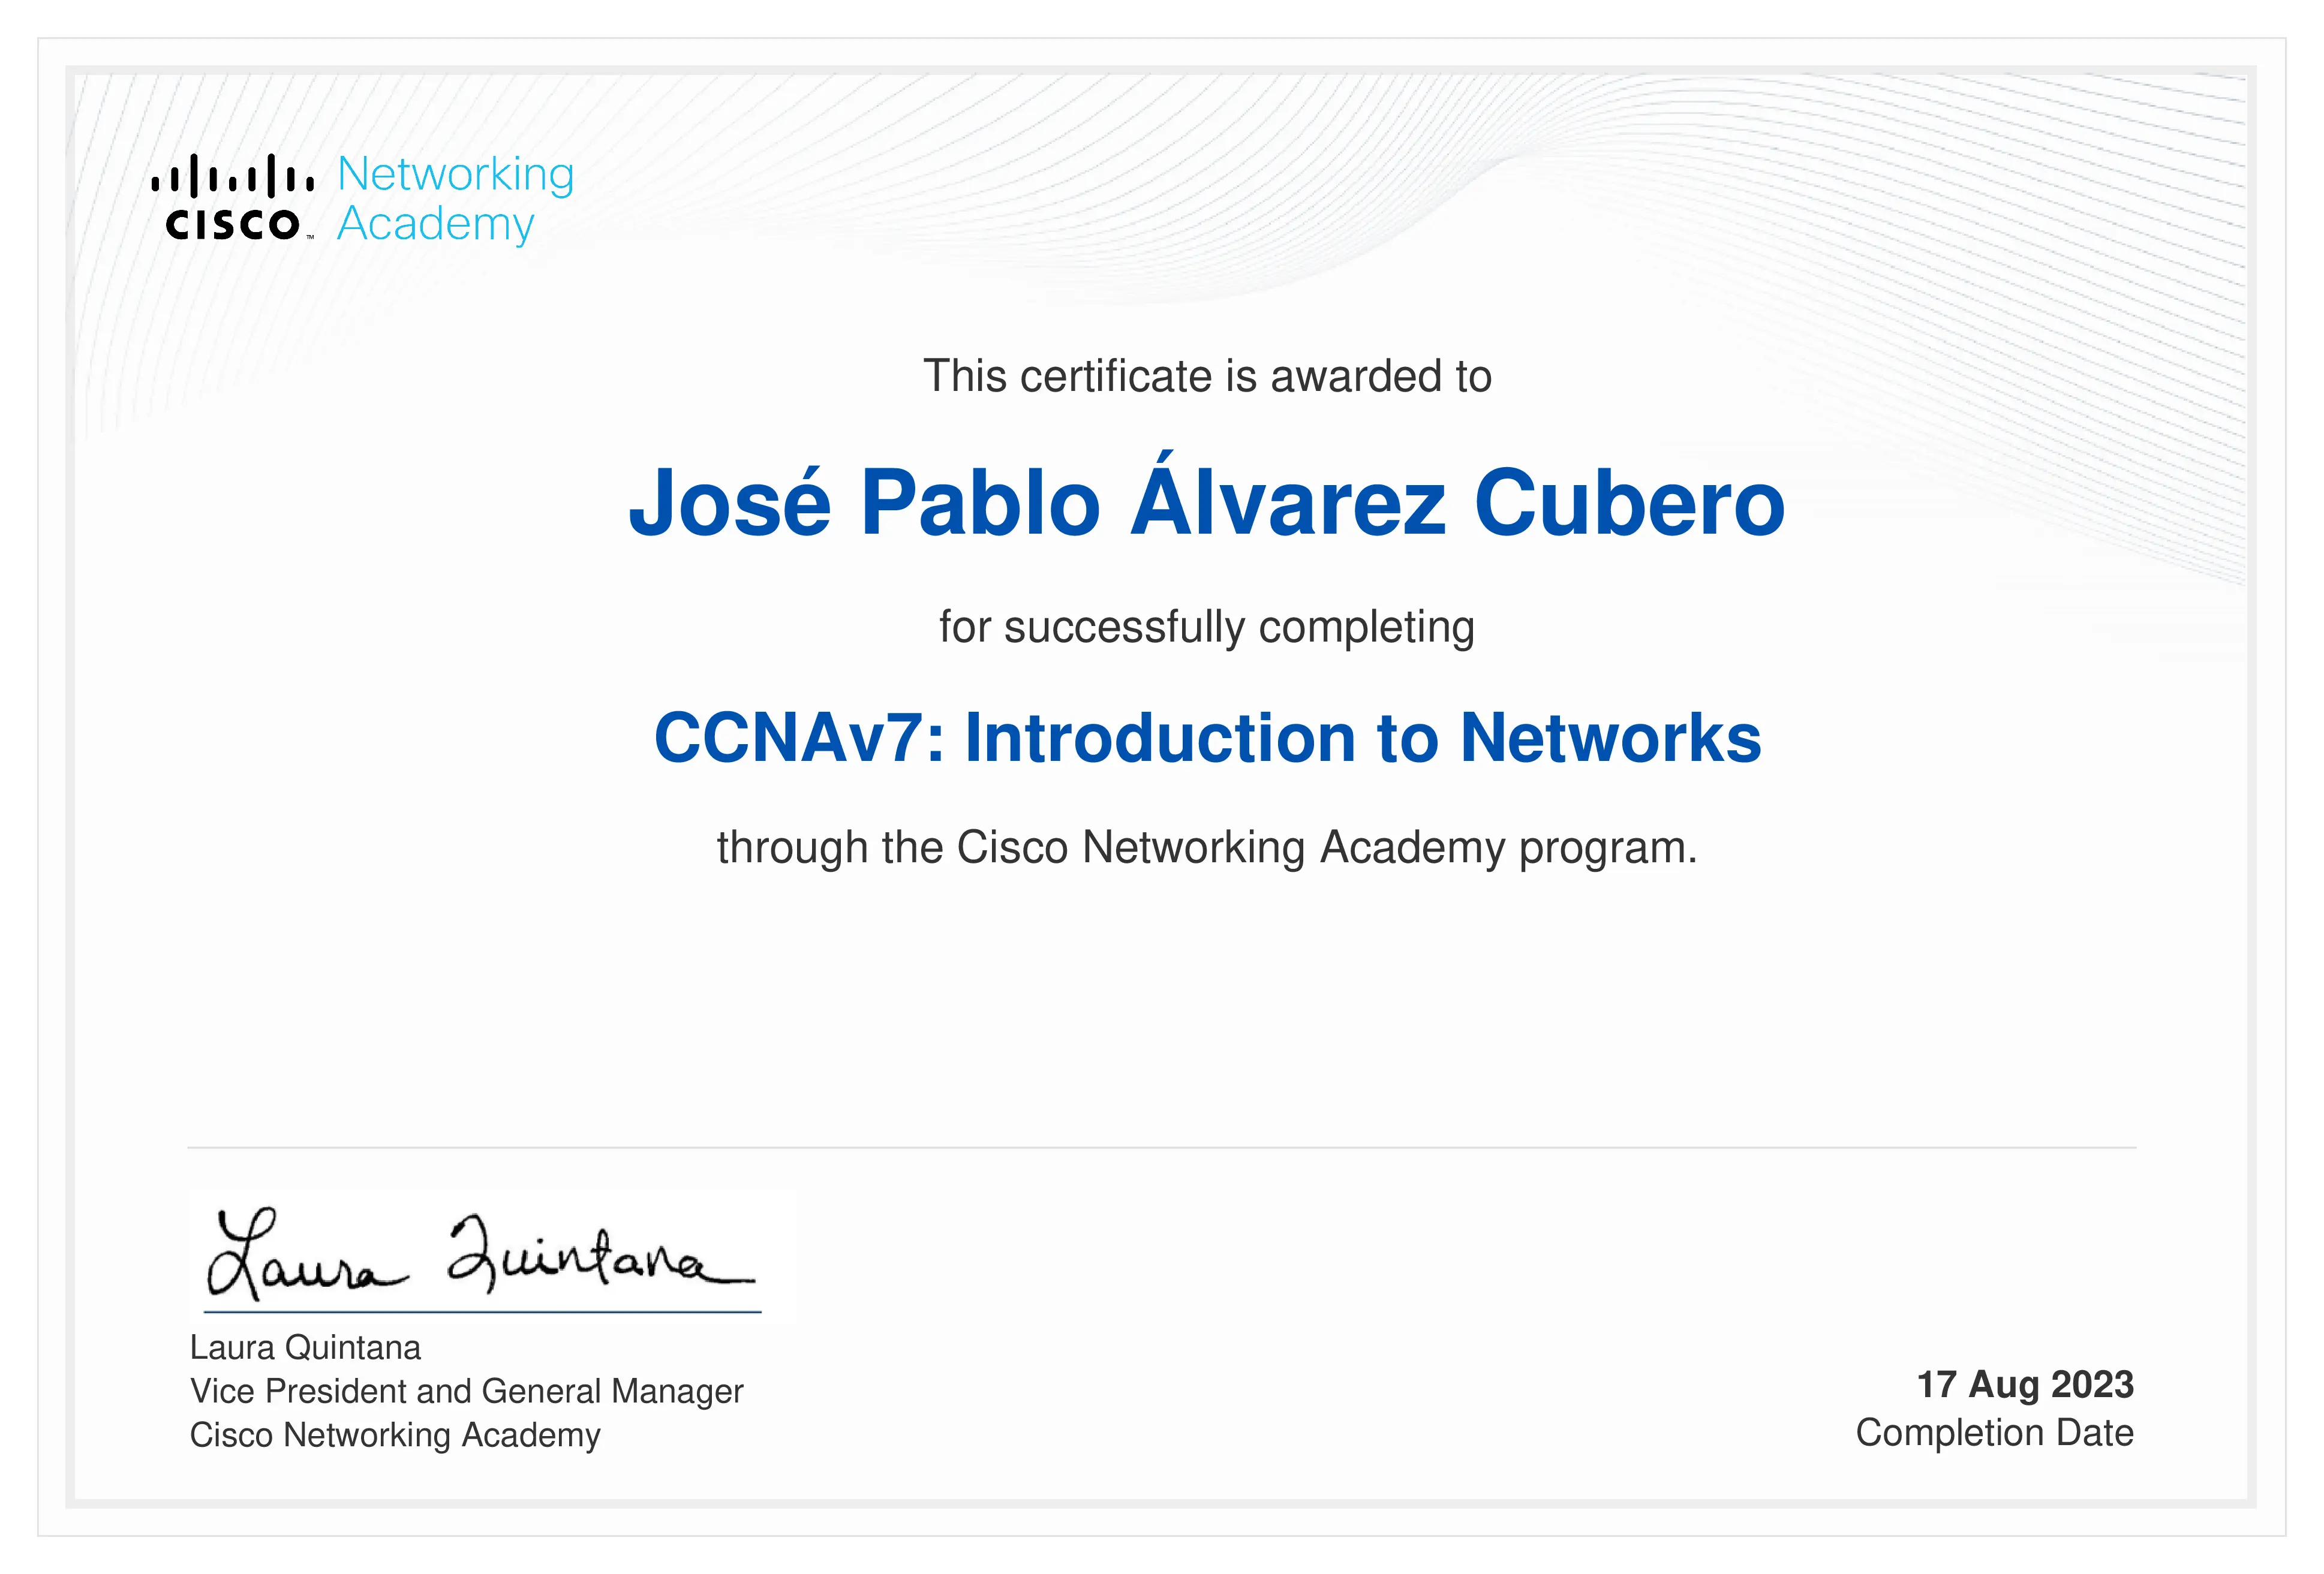 cisco™ Networking
Academy
This certificate is awarded to
José Pablo Álvarez Cubero
for successfully completing
CCNAv7: Introduction to Networks
through the Cisco Networking Academy program.
Laura Quintana
Laura Quintana
Vice President and General Manager
Cisco Networking Academy
17 Aug 2023
Completion Date